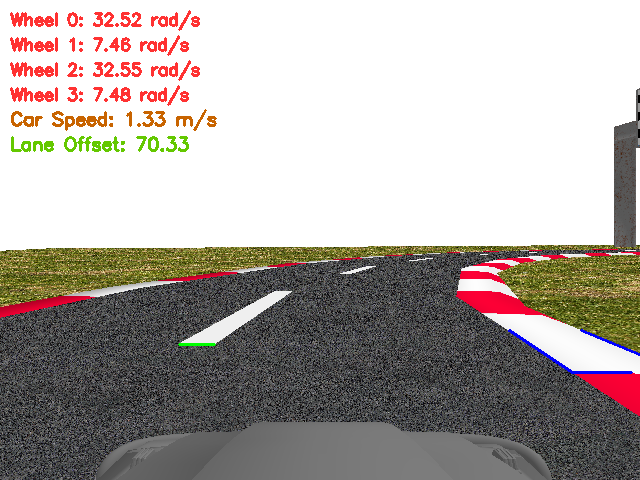 Wheel 0: 32.52 rad/s
Wheel 1: 7.46 rad/s
Wheel 2: 32.55 rad/s
Wheel 3: 7.48 rad/s
Car Speed: 1.33 m/s
Lane Offset: 70.33